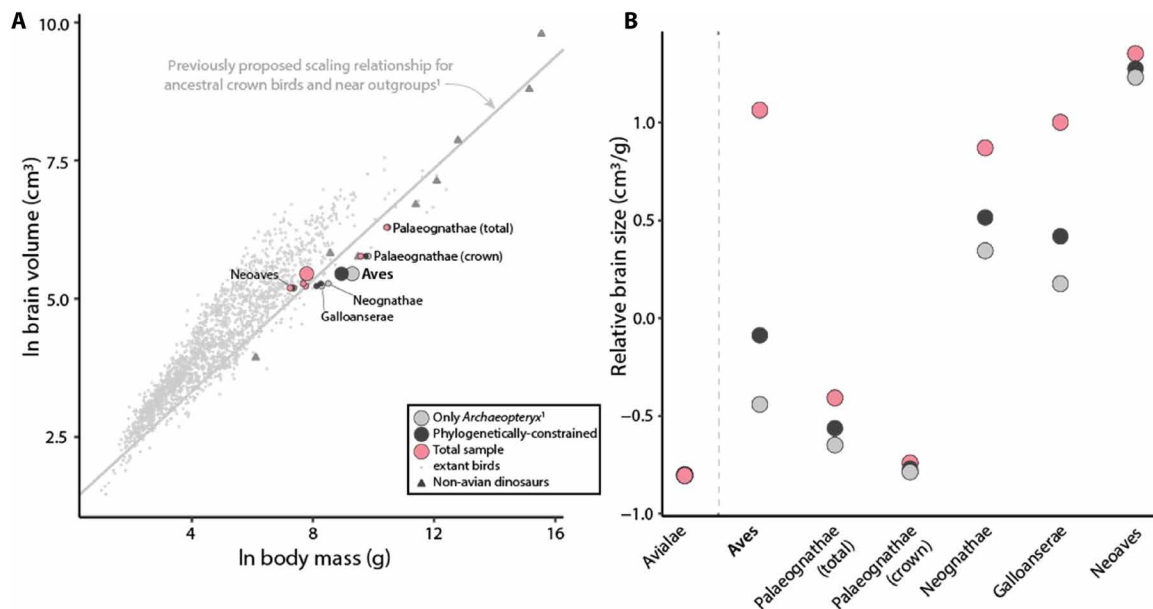 A
10.0
7.5
5.0
2.5
ln brain volume (cm³)
Previously proposed scaling relationship for
ancestral crown birds and near outgroups¹
Palaeognathae (total)
Palaeognathae (crown)
Neoaves
Aves
Neognathae
Galloanserae
Only Archaeopteryx¹
Phylogenetically-constrained
Total sample
extant birds
Non-avian dinosaurs
4
8
12
16
ln body mass (g)
B
1.0
0.5
0.0
−0.5
−1.0
Relative brain size (cm³/g)
Avialae
Aves
Palaeognathae
(total)
Palaeognathae
(crown)
Neognathae
Galloanserae
Neoaves